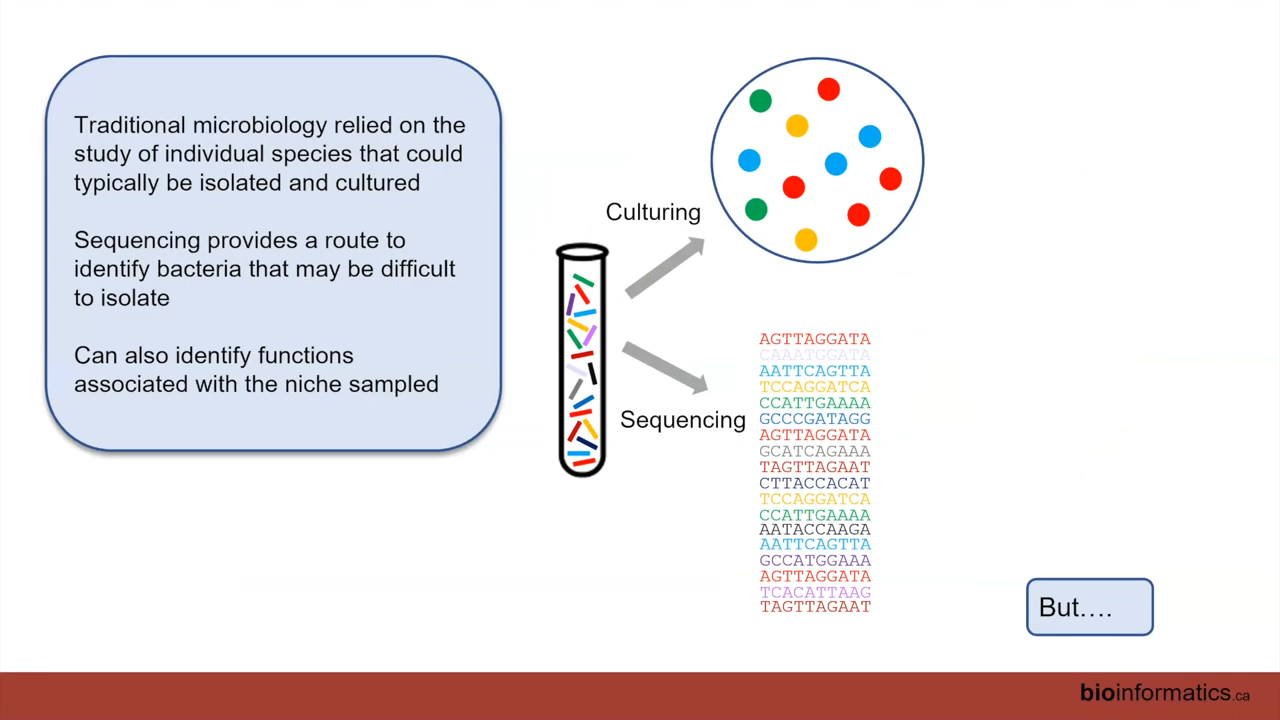 Traditional microbiology relied on the
study of individual species that could
typically be isolated and cultured
Sequencing provides a route to
identify bacteria that may be difficult
to isolate
Can also identify functions
associated with the niche sampled
Culturing
Sequencing
AGTTAGGATA
CAAATGGATA
AATTCAGTTA
TCCAGGATCA
CCATTGAAAA
GCCCGATAGG
AGTTAGGATA
GCATCAGAAA
TAGTTAGAAT
CTTACCACAT
TCCAGGATCA
CCATTGAAAA
AATACCAAGA
AATTCAGTTA
GCCATGGAAA
AGTTAGGATA
TCACATTAAG
TAGTTAGAAT
But....
bioinformatics.ca